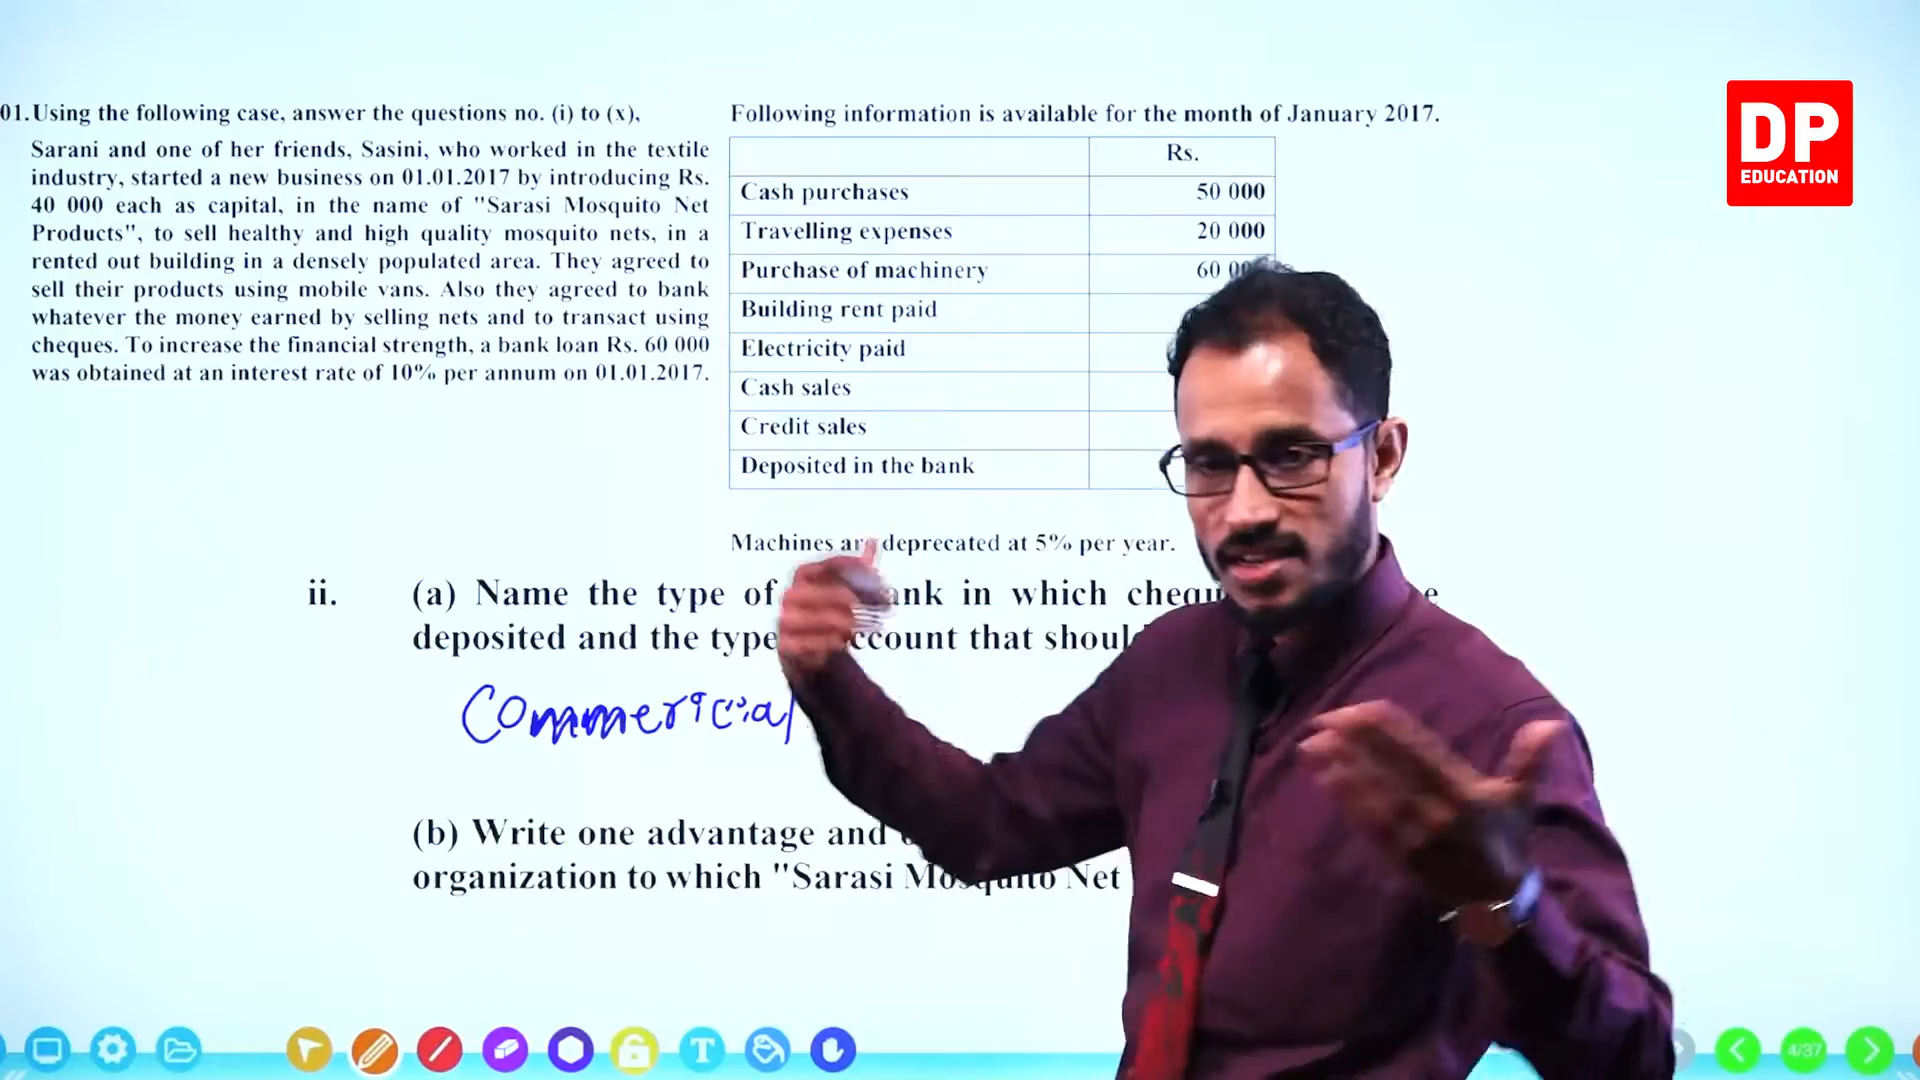 01. Using the following case, answer the questions no. (i) to (x),
Sarani and one of her friends, Sasini, who worked in the textile
industry, started a new business on 01.01.2017 by introducing Rs.
40 000 each as capital, in the name of "Sarasi Mosquito Net
Products", to sell healthy and high quality mosquito nets, in a
rented out building in a densely populated area. They agreed to
sell their products using mobile vans. Also they agreed to bank
whatever the money earned by selling nets and to transact using
cheques. To increase the financial strength, a bank loan Rs. 60 000
was obtained at an interest rate of 10% per annum on 01.01.2017.
Following information is available for the month of January 2017.
Rs.
Cash purchases 50 000
Travelling expenses 20 000
Purchase of machinery 60
Building rent paid
Electricity paid
Cash sales
Credit sales
Deposited in the bank
Machines are deprecated at 5% per year.
ii. (a) Name the type of in which
deposited and the type that
Commericial
(b) Write one advantage and
organization to which "Sarasi Mosquito Net
DP
EDUCATION
T
4/37